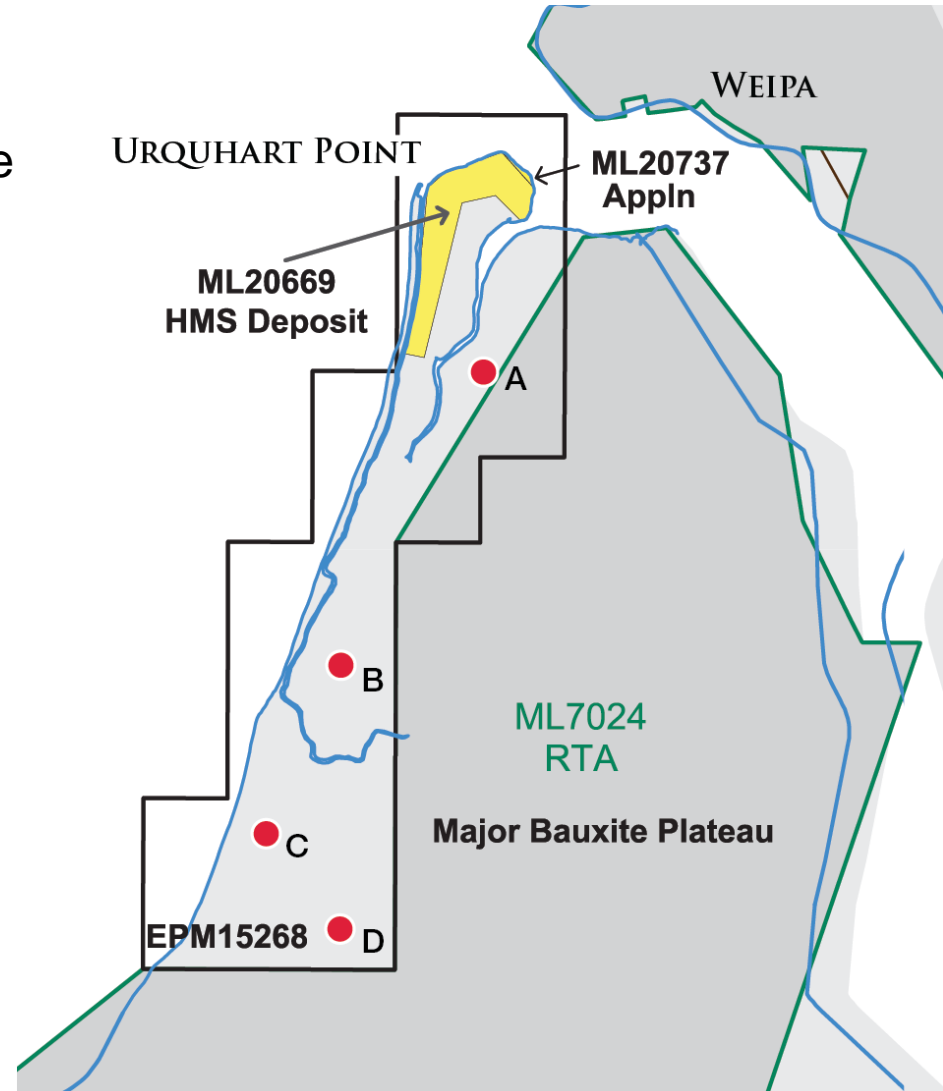 WEIPA
e
URQUHART POINT
ML20737
Appln
ML20669
HMS Deposit
A
B
ML7024
RTA
Major Bauxite Plateau
C
EPM15268
D